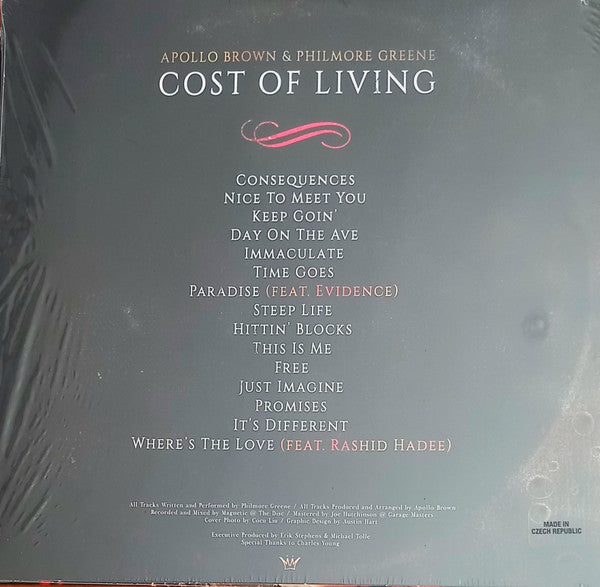 APOLLO BROWN & PHILMORE GREENE
COST OF LIVING
CONSEQUENCES
NICE TO MEET YOU
KEEP GOIN'
DAY ON THE AVE
IMMACULATE
TIME GOES
PARADISE (FEAT. EVIDENCE)
STEEP LIFE
HITTIN' BLOCKS
THIS IS ME
FREE
JUST IMAGINE
PROMISES
IT'S DIFFERENT
WHERE'S THE LOVE (FEAT. RASHID HADEE)
All Tracks Written and Performed by Philmore Greene / All Tracks Produced and Arranged by Apollo Brown
Recorded and Mixed by Magnetic @ The Disc / Mastered by Joe Hutchinson @ Garage Masters
Cover Photo by Cocu Liu / Graphic Design by Austin Hart
Executive Produced by Erik Stephens & Michael Tolle
Special Thanks to Charles Young
MADE IN
CZECH REPUBLIC